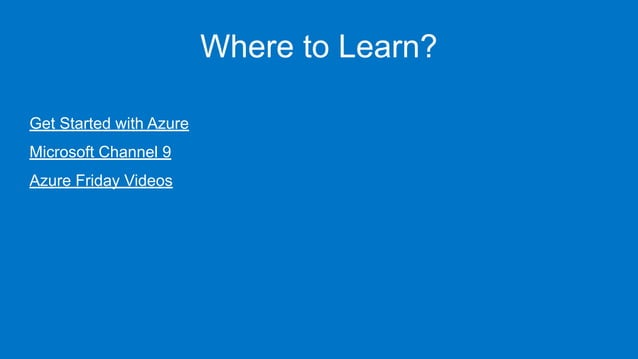 Where to Learn?
Get Started with Azure
Microsoft Channel 9
Azure Friday Videos